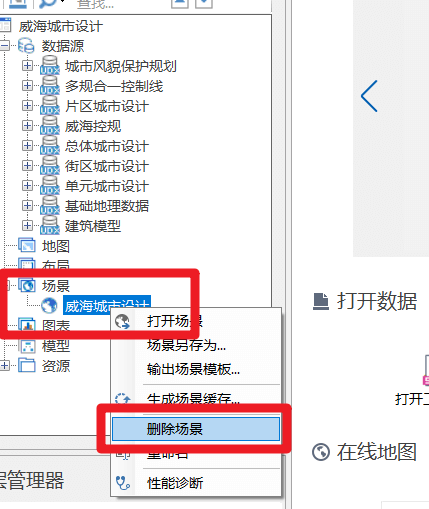 查找...
威海城市设计
数据源
城市风貌保护规划
多规合一控制线
片区城市设计
威海控规
总体城市设计
街区城市设计
单元城市设计
基础地理数据
建筑模型
地图
布局
场景
威海城市设计
图表
模型
资源
打开场景
场景另存为...
输出场景模板...
生成场景缓存...
删除场景
重命名
性能诊断
层管理器
打开数据
打开工
在线地图